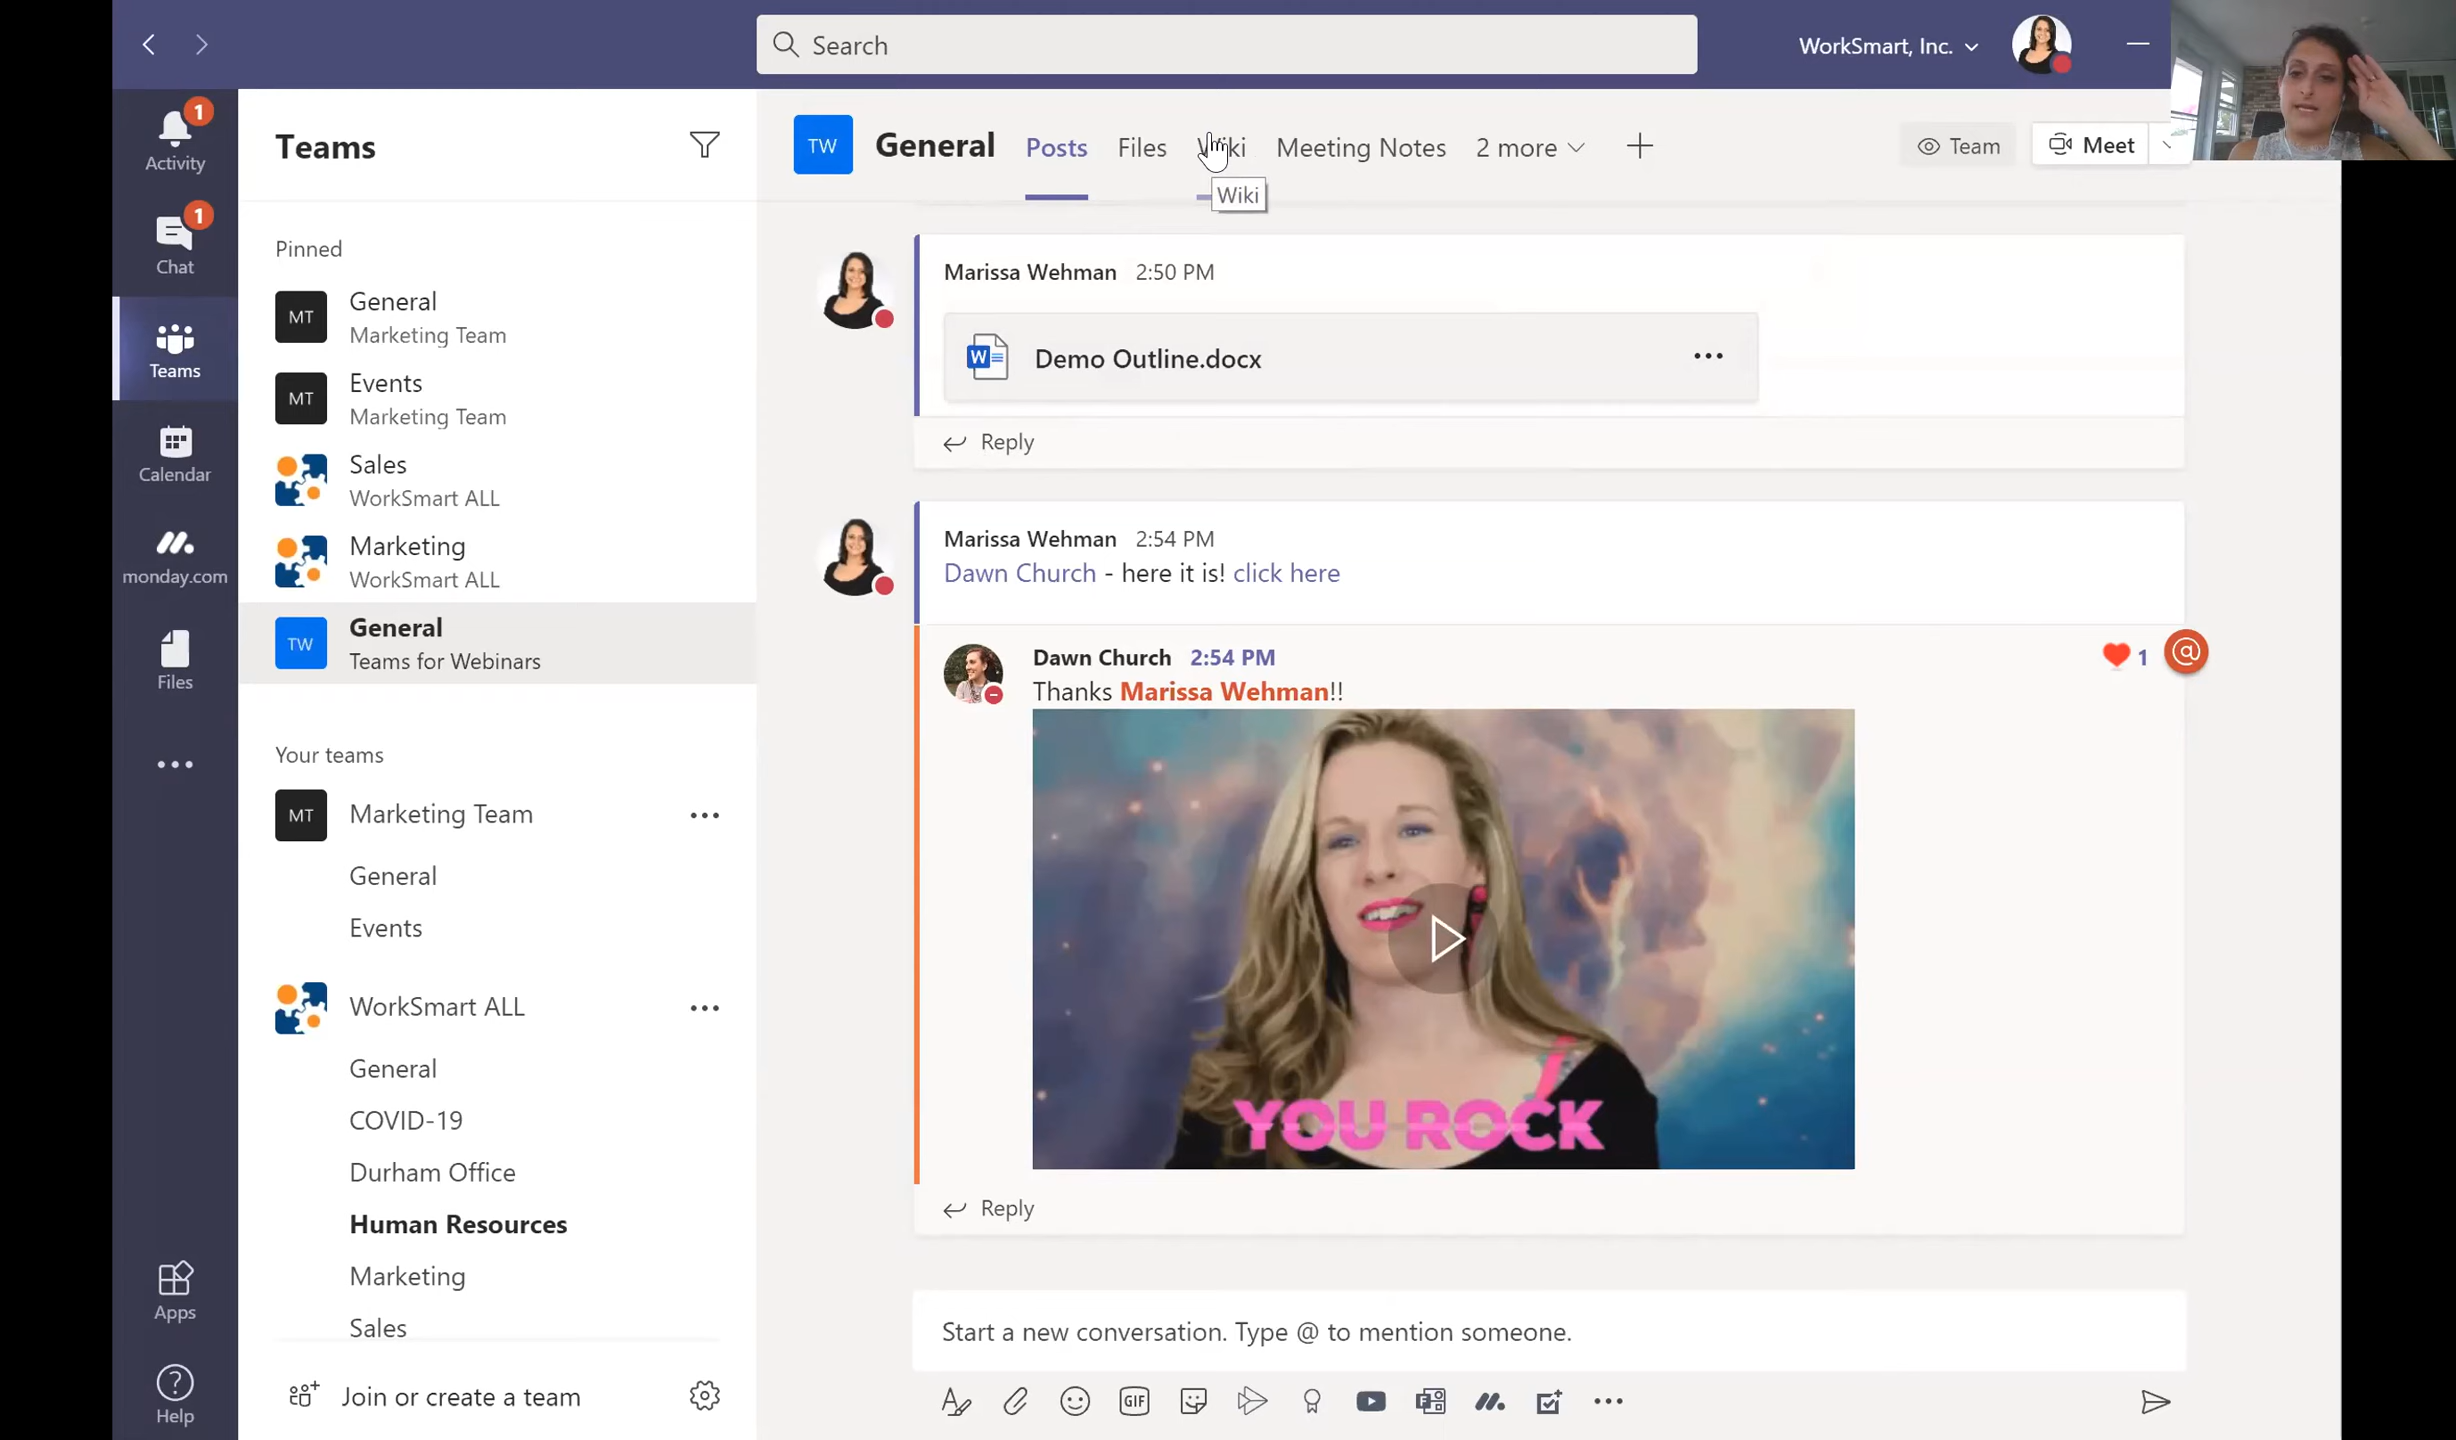 Search
WorkSmart, Inc.
1
Activity
1
Chat
Teams
Calendar
monday.com
Files
Apps
Help
Teams
Pinned
MT
General
Marketing Team
MT
Events
Marketing Team
Sales
WorkSmart ALL
Marketing
WorkSmart ALL
TW
General
Teams for Webinars
Your teams
MT
Marketing Team
General
Events
WorkSmart ALL
General
COVID-19
Durham Office
Human Resources
Marketing
Sales
Join or create a team
TW General Posts Files Wiki Meeting Notes 2 more Team Meet
Wiki
Marissa Wehman 2:50 PM
W Demo Outline.docx
Reply
Marissa Wehman 2:54 PM
Dawn Church - here it is! click here
Dawn Church 2:54 PM 1 @
Thanks Marissa Wehman!!
YOU ROCK
Reply
Start a new conversation. Type @ to mention someone.
GIF